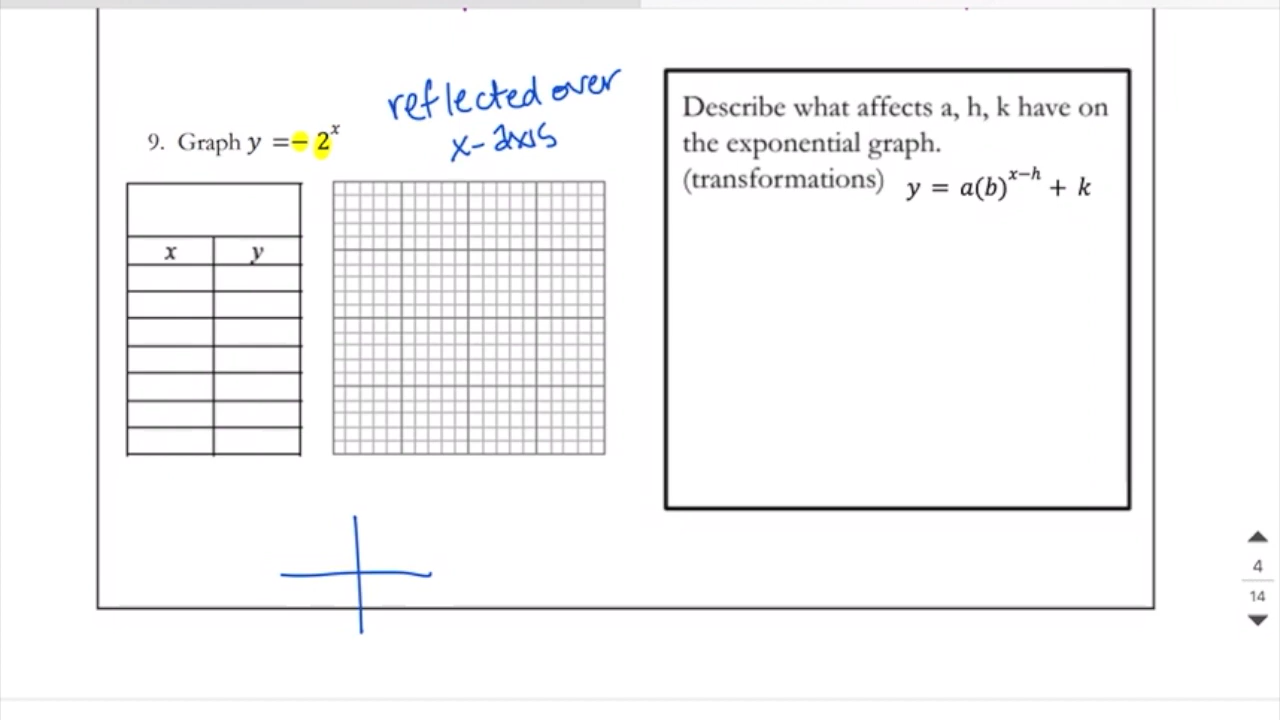 reflected over
x-axis
9. Graph y = - 2^x
x y
Describe what affects a, h, k have on
the exponential graph.
(transformations) y = a(b)^{x-h} + k
4
14